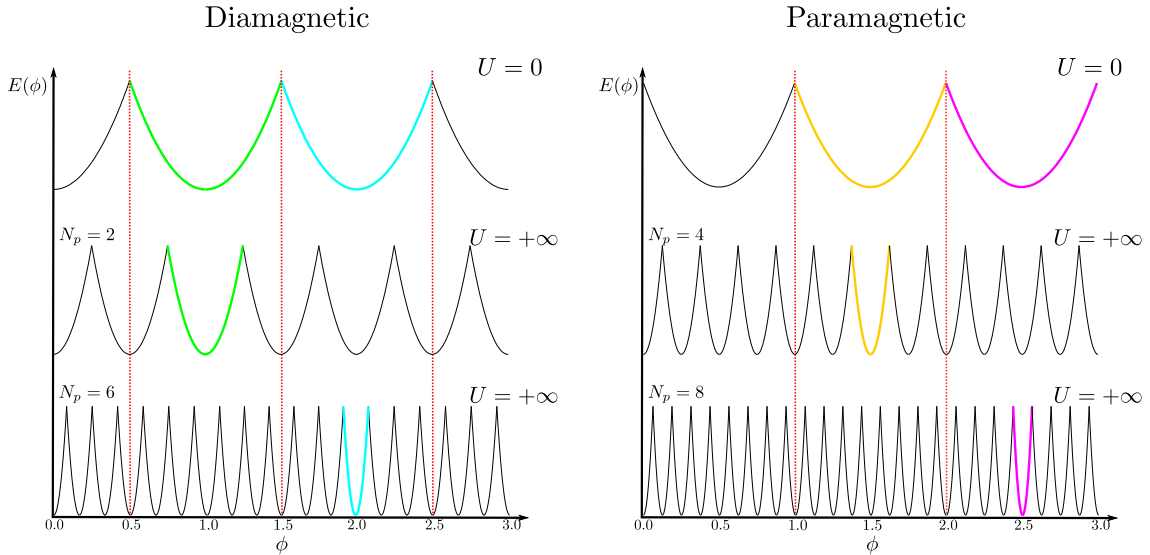 Diamagnetic
E(ϕ)
U = 0
N_p = 2
U = +∞
N_p = 6
U = +∞
0.0 0.5 1.0 1.5 2.0 2.5 3.0
ϕ
Paramagnetic
E(ϕ)
U = 0
N_p = 4
U = +∞
N_p = 8
U = +∞
0.0 0.5 1.0 1.5 2.0 2.5 3.0
ϕ